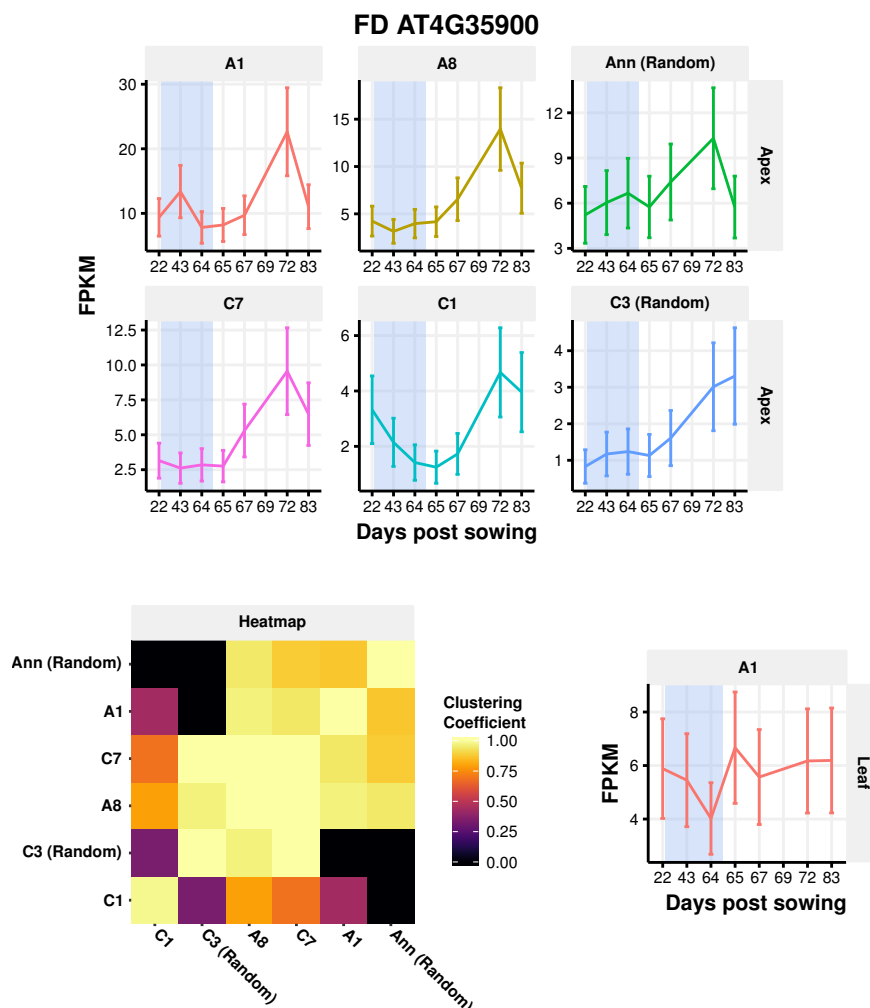 FD AT4G35900
A1
A8
Ann (Random)
30
20
10
15
10
5
12
9
6
3
Apex
22 43 64 65 67 69 72 83
22 43 64 65 67 69 72 83
22 43 64 65 67 69 72 83
FPKM
C7
C1
C3 (Random)
12.5
10.0
7.5
5.0
2.5
6
4
2
4
3
2
1
Apex
22 43 64 65 67 69 72 83
22 43 64 65 67 69 72 83
22 43 64 65 67 69 72 83
Days post sowing
Heatmap
Ann (Random)
A1
C7
A8
C3 (Random)
C1
C1
C3 (Random)
A8
C7
A1
Ann (Random)
Clustering
Coefficient
1.00
0.75
0.50
0.25
0.00
A1
8
6
4
FPKM
Leaf
22 43 64 65 67 69 72 83
Days post sowing